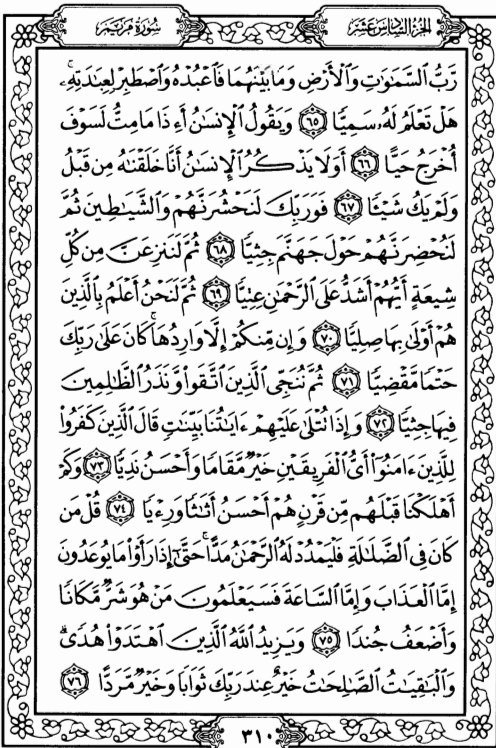 الجزء السادس عشر
سورة مريم
رَّبُّ ٱلسَّمَٰوَٰتِ وَٱلْأَرْضِ وَمَا بَيْنَهُمَا فَٱعْبُدْهُ وَٱصْطَبِرْ لِعِبَٰدَتِهِۦۚ
هَلْ تَعْلَمُ لَهُۥ سَمِيًّا ٦٥ وَيَقُولُ ٱلْإِنسَٰنُ أَءِذَا مَا مِتُّ لَسَوْفَ
أُخْرَجُ حَيًّا ٦٦ أَوَلَا يَذْكُرُ ٱلْإِنسَٰنُ أَنَّا خَلَقْنَٰهُ مِن قَبْلُ
وَلَمْ يَكُ شَيْـًٔا ٦٧ فَوَرَبِّكَ لَنَحْشُرَنَّهُمْ وَٱلشَّيَٰطِينَ ثُمَّ
لَنُحْضِرَنَّهُمْ حَوْلَ جَهَنَّمَ جِثِيًّا ٦٨ ثُمَّ لَنَنزِعَنَّ مِن كُلِّ
شِيعَةٍ أَيُّهُمْ أَشَدُّ عَلَى ٱلرَّحْمَٰنِ عِتِيًّا ٦٩ ثُمَّ لَنَحْنُ أَعْلَمُ بِٱلَّذِينَ
هُمْ أَوْلَىٰ بِهَا صِلِيًّا ٧٠ وَإِن مِّنكُمْ إِلَّا وَارِدُهَاۚ كَانَ عَلَىٰ رَبِّكَ
حَتْمًا مَّقْضِيًّا ٧١ ثُمَّ نُنَجِّى ٱلَّذِينَ ٱتَّقَوا۟ وَّنَذَرُ ٱلظَّٰلِمِينَ
فِيهَا جِثِيًّا ٧٢ وَإِذَا تُتْلَىٰ عَلَيْهِمْ ءَايَٰتُنَا بَيِّنَٰتٍ قَالَ ٱلَّذِينَ كَفَرُوا۟
لِلَّذِينَ ءَامَنُوٓا۟ أَىُّ ٱلْفَرِيقَيْنِ خَيْرٌ مَّقَامًا وَأَحْسَنُ نَدِيًّا ٧٣ وَكَمْ
أَهْلَكْنَا قَبْلَهُم مِّن قَرْنٍ هُمْ أَحْسَنُ أَثَٰثًا وَرِءْيًا ٧٤ قُلْ مَن
كَانَ فِى ٱلضَّلَٰلَةِ فَلْيَمْدُدْ لَهُ ٱلرَّحْمَٰنُ مَدًّاۚ حَتَّىٰٓ إِذَا رَأَوْا۟ مَا يُوعَدُونَ
إِمَّا ٱلْعَذَابَ وَإِمَّا ٱلسَّاعَةَ فَسَيَعْلَمُونَ مَنْ هُوَ شَرٌّ مَّكَانًا
وَأَضْعَفُ جُندًا ٧٥ وَيَزِيدُ ٱللَّهُ ٱلَّذِينَ ٱهْتَدَوْا۟ هُدًىۗ
وَٱلْبَٰقِيَٰتُ ٱلصَّٰلِحَٰتُ خَيْرٌ عِندَ رَبِّكَ ثَوَابًا وَخَيْرٌ مَّرَدًّا ٧٦
٣١٠